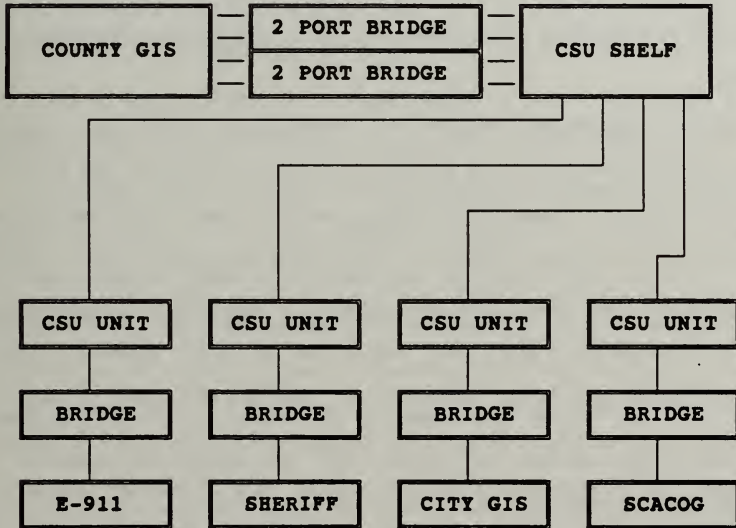 COUNTY GIS
2 PORT BRIDGE
2 PORT BRIDGE
CSU SHELF
CSU UNIT
CSU UNIT
CSU UNIT
CSU UNIT
BRIDGE
BRIDGE
BRIDGE
BRIDGE
E-911
SHERIFF
CITY GIS
SCACOG